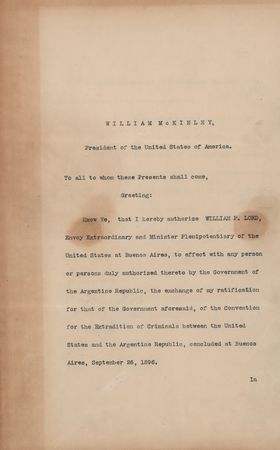 WILLIAM McKINLEY,
President of the United States of America.
To all to whom these Presents shall come,
Greeting:
Know Ye, that I hereby authorize WILLIAM P. LORD,
Envoy Extraordinary and Minister Plenipotentiary of the
United States at Buenos Aires, to effect with any person
or persons duly authorized thereto by the Government of
the Argentine Republic, the exchange of my ratification
for that of the Government aforesaid, of the Convention
for the Extradition of Criminals between the United
States and the Argentine Republic, concluded at Buenos
Aires, September 26, 1896.
In